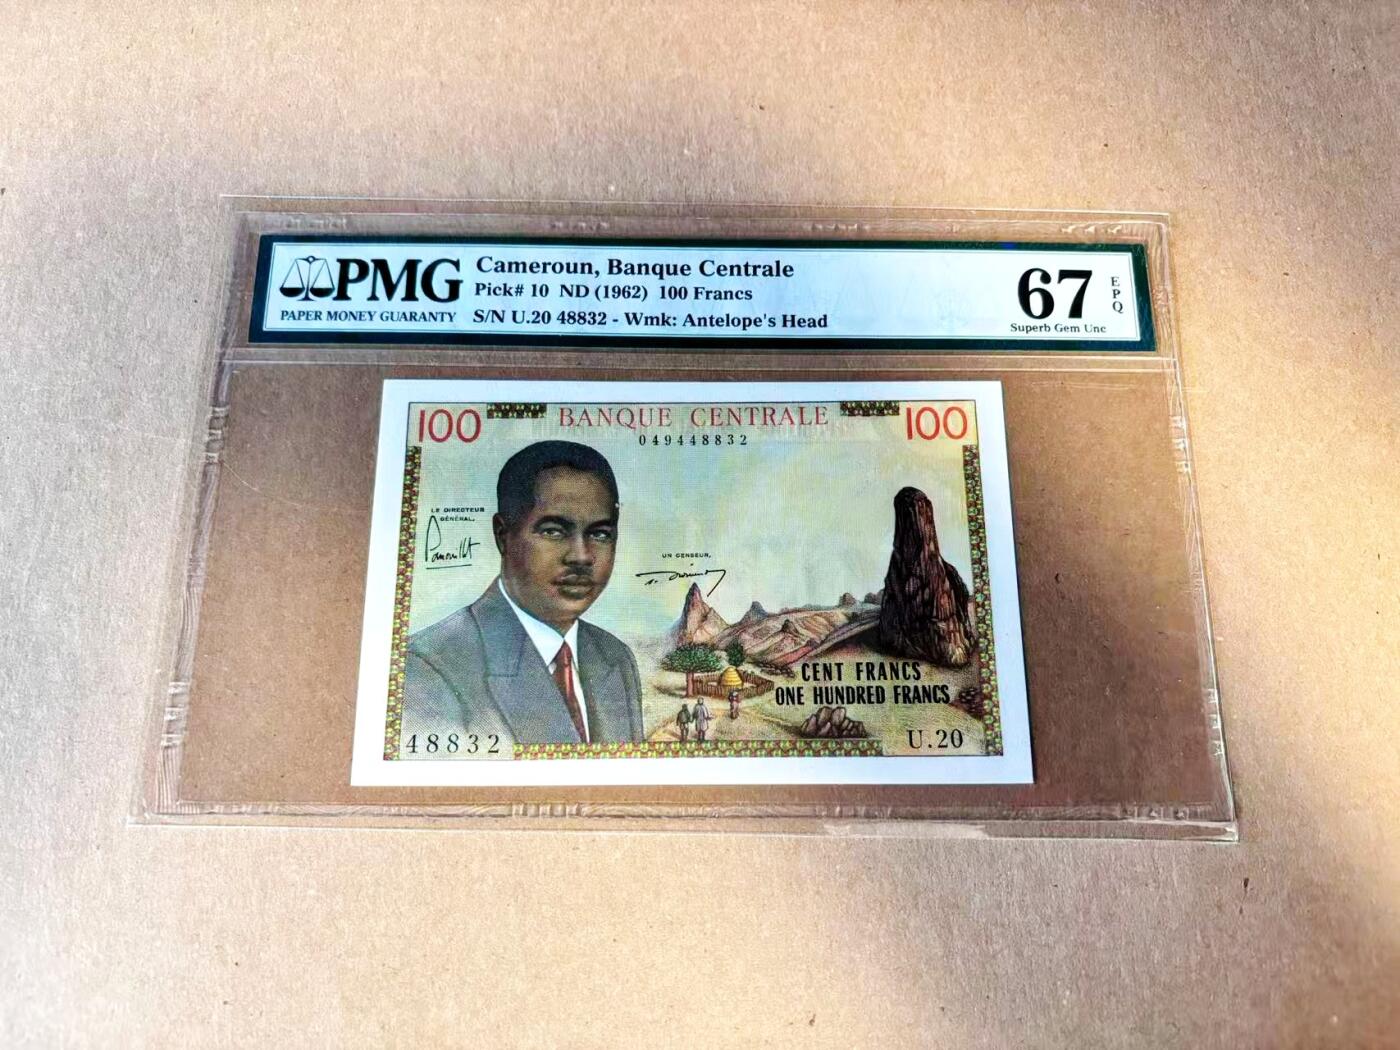 PMG
PAPER MONEY GUARANTY
Cameroun, Banque Centrale
Pick# 10 ND (1962) 100 Francs
S/N U.20 48832 - Wmk: Antelope's Head
67
EPQ
Superb Gem Unc
100 BANQUE CENTRALE 100
049448832
LE DIRECTEUR
GÉNÉRAL,
UN CENSEUR,
CENT FRANCS
ONE HUNDRED FRANCS
48832
U.20